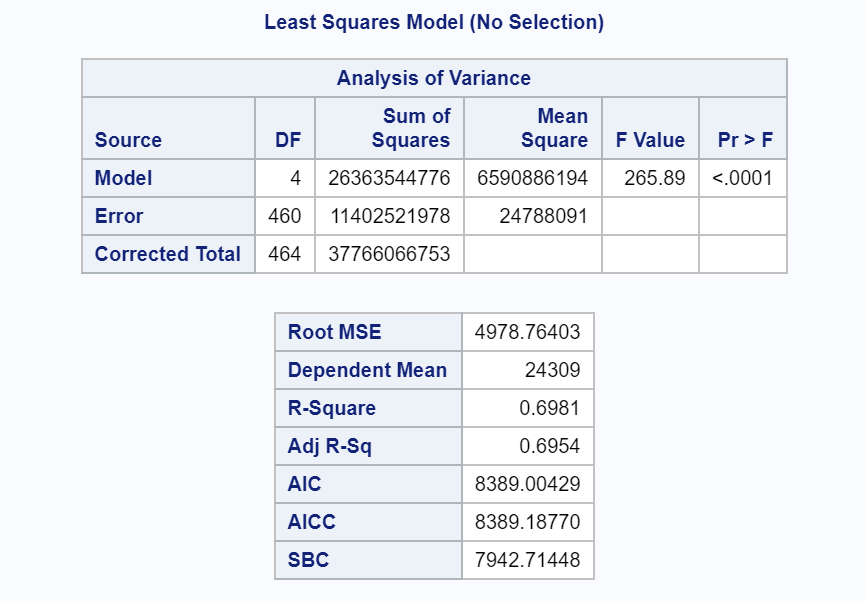 Least Squares Model (No Selection)
Analysis of Variance
Source DF Sum of Squares Mean Square F Value Pr > F
Model 4 26363544776 6590886194 265.89 <.0001
Error 460 11402521978 24788091
Corrected Total 464 37766066753
Root MSE 4978.76403
Dependent Mean 24309
R-Square 0.6981
Adj R-Sq 0.6954
AIC 8389.00429
AICC 8389.18770
SBC 7942.71448